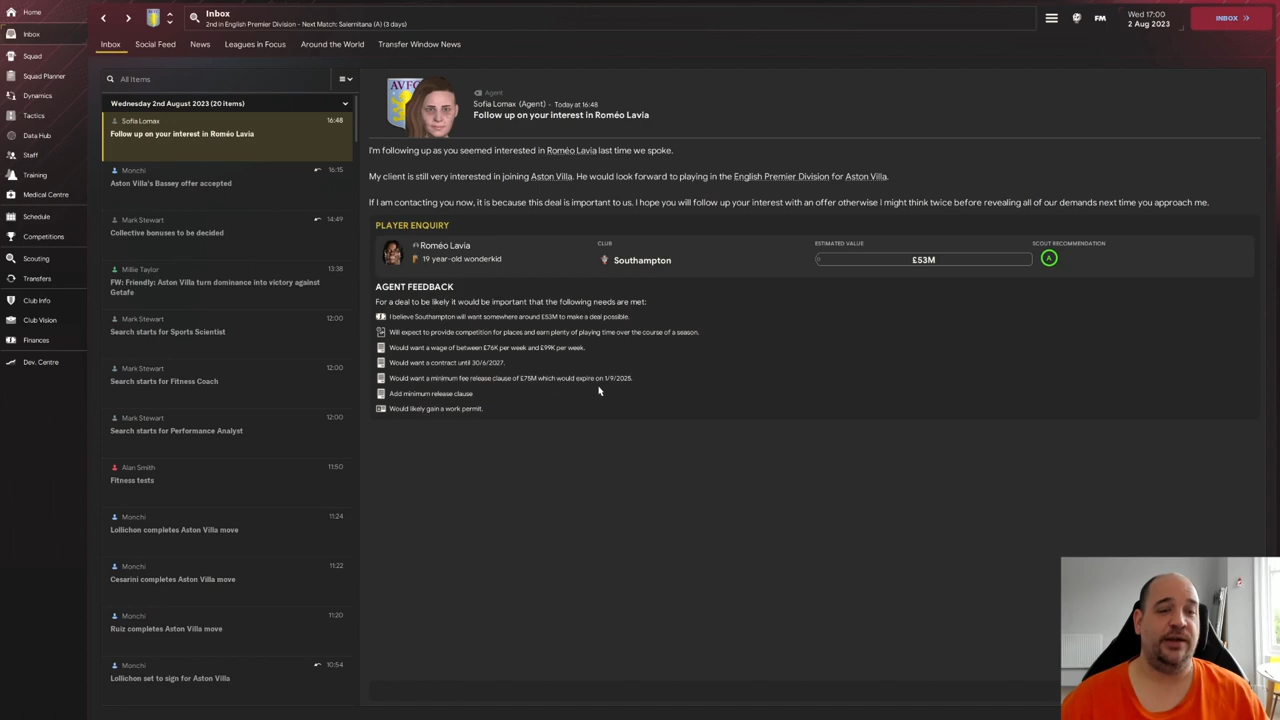 Home
Inbox
Squad
Squad Planner
Dynamics
Tactics
Data Hub
Staff
Training
Medical Centre
Schedule
Competitions
Scouting
Transfers
Club Info
Club Vision
Finances
Dev. Centre
Inbox
2nd in English Premier Division - Next Match: Salernitana (A) (3 days)
FM
Wed 17:00
2 Aug 2023
INBOX
Inbox
Social Feed
News
Leagues in Focus
Around the World
Transfer Window News
All Items
Wednesday 2nd August 2023 (20 items)
Sofia Lomax 16:48
Follow up on your interest in Roméo Lavia
Monchi 16:15
Aston Villa's Bassey offer accepted
Mark Stewart 14:49
Collective bonuses to be decided
Millie Taylor 13:38
FW: Friendly: Aston Villa turn dominance into victory against
Getafe
Mark Stewart 12:00
Search starts for Sports Scientist
Mark Stewart 12:00
Search starts for Fitness Coach
Mark Stewart 12:00
Search starts for Performance Analyst
Alan Smith 11:50
Fitness tests
Monchi 11:24
Lollichon completes Aston Villa move
Monchi 11:22
Cesarini completes Aston Villa move
Monchi 11:20
Ruiz completes Aston Villa move
Monchi 10:54
Lollichon set to sign for Aston Villa
AVFC
Agent
Sofia Lomax (Agent) - Today at 16:48
Follow up on your interest in Roméo Lavia
I'm following up as you seemed interested in Roméo Lavia last time we spoke.
My client is still very interested in joining Aston Villa. He would look forward to playing in the English Premier Division for Aston Villa.
If I am contacting you now, it is because this deal is important to us. I hope you will follow up your interest with an offer otherwise I might think twice before revealing all of our demands next time you approach me.
PLAYER ENQUIRY
Roméo Lavia
19 year-old wonderkid
CLUB
Southampton
ESTIMATED VALUE
£53M
SCOUT RECOMMENDATION
A
AGENT FEEDBACK
For a deal to be likely it would be important that the following needs are met:
I believe Southampton will want somewhere around £53M to make a deal possible.
Will expect to provide competition for places and earn plenty of playing time over the course of a season.
Would want a wage of between £76K per week and £99K per week.
Would want a contract until 30/6/2027.
Would want a minimum fee release clause of £75M which would expire on 1/9/2025.
Add minimum release clause
Would likely gain a work permit.